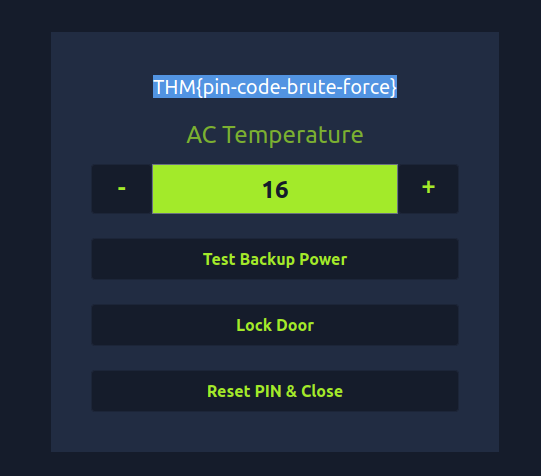 THM{pin-code-brute-force}
AC Temperature
- 16 +
Test Backup Power
Lock Door
Reset PIN & Close